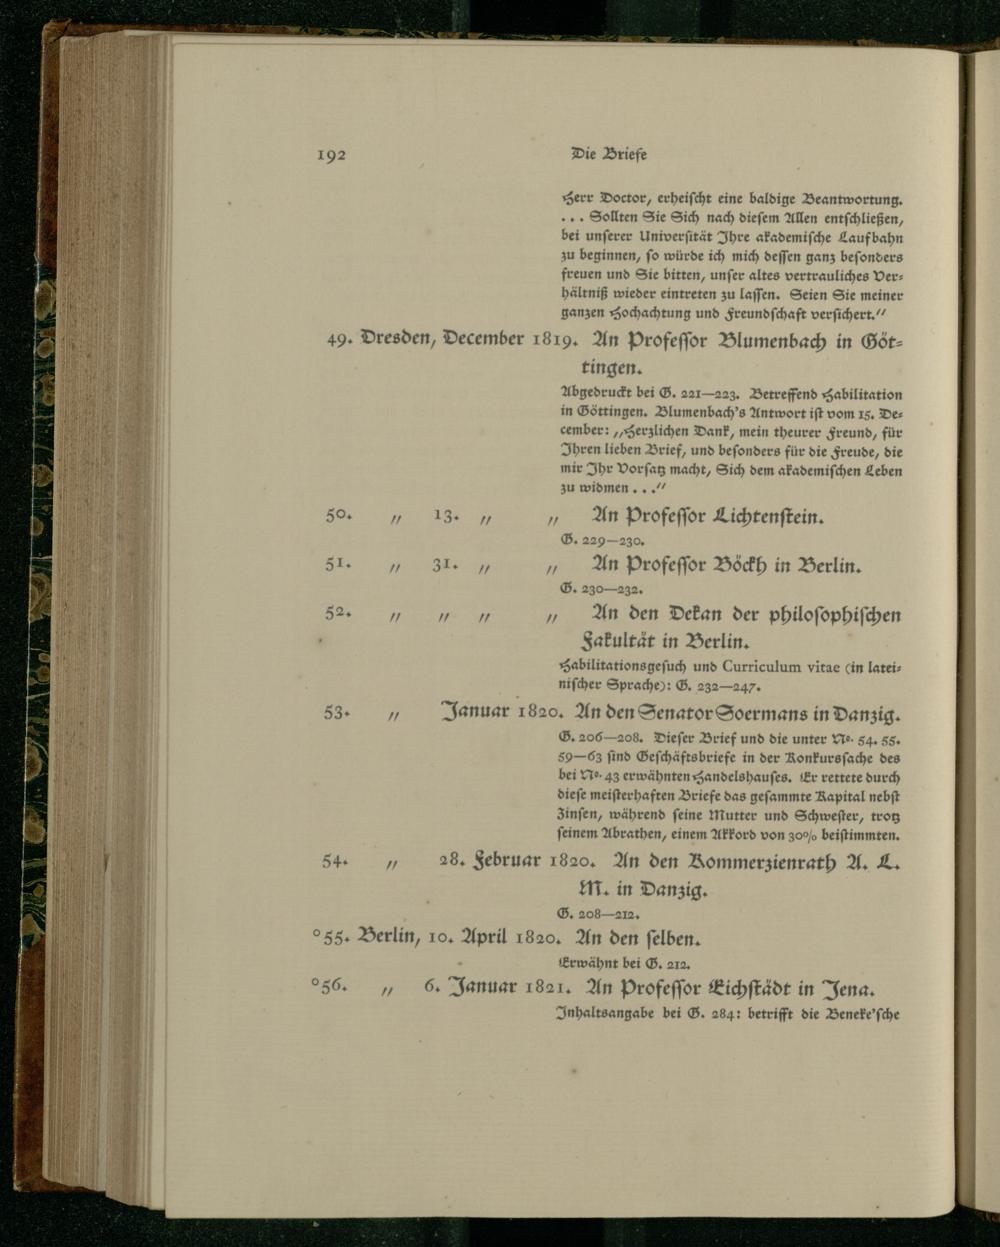 192 Die Briefe
Herr Doctor, erheischt eine baldige Beantwortung.
... Sollten Sie Sich nach diesem Allen entschließen,
bei unserer Universität Ihre akademische Laufbahn
zu beginnen, so würde ich mich dessen ganz besonders
freuen und Sie bitten, unser altes vertrauliches Ver-
hältniß wieder eintreten zu lassen. Seien Sie meiner
ganzen Hochachtung und Freundschaft versichert.“
49. Dresden, December 1819. An Professor Blumenbach in Göt-
tingen.
Abgedruckt bei G. 221—223. Betreffend Habilitation
in Göttingen. Blumenbach's Antwort ist vom 15. De-
cember: „Herzlichen Dank, mein theurer Freund, für
Ihren lieben Brief, und besonders für die Freude, die
mir Ihr Vorsatz macht, Sich dem akademischen Leben
zu widmen ...“
50. „ 13. „ „ An Professor Lichtenstein.
G. 229—230.
51. „ 31. „ „ An Professor Böckh in Berlin.
G. 230—232.
52. „ „ „ „ An den Dekan der philosophischen
Fakultät in Berlin.
Habilitationsgesuch und Curriculum vitae (in latei-
nischer Sprache): G. 232—247.
53. „ Januar 1820. An den Senator Soermans in Danzig.
G. 206—208. Dieser Brief und die unter No. 54. 55.
59—63 sind Geschäftsbriefe in der Konkurssache des
bei No. 43 erwähnten Handelshauses. Er rettete durch
diese meisterhaften Briefe das gesammte Kapital nebst
Zinsen, während seine Mutter und Schwester, trotz
seinem Abrathen, einem Akkord von 30% beistimmten.
54. „ 28. Februar 1820. An den Kommerzienrath A. L.
M. in Danzig.
G. 208—212.
°55. Berlin, 10. April 1820. An den selben.
Erwähnt bei G. 212.
°56. „ 6. Januar 1821. An Professor Eichstädt in Jena.
Inhaltsangabe bei G. 284: betrifft die Beneke'sche